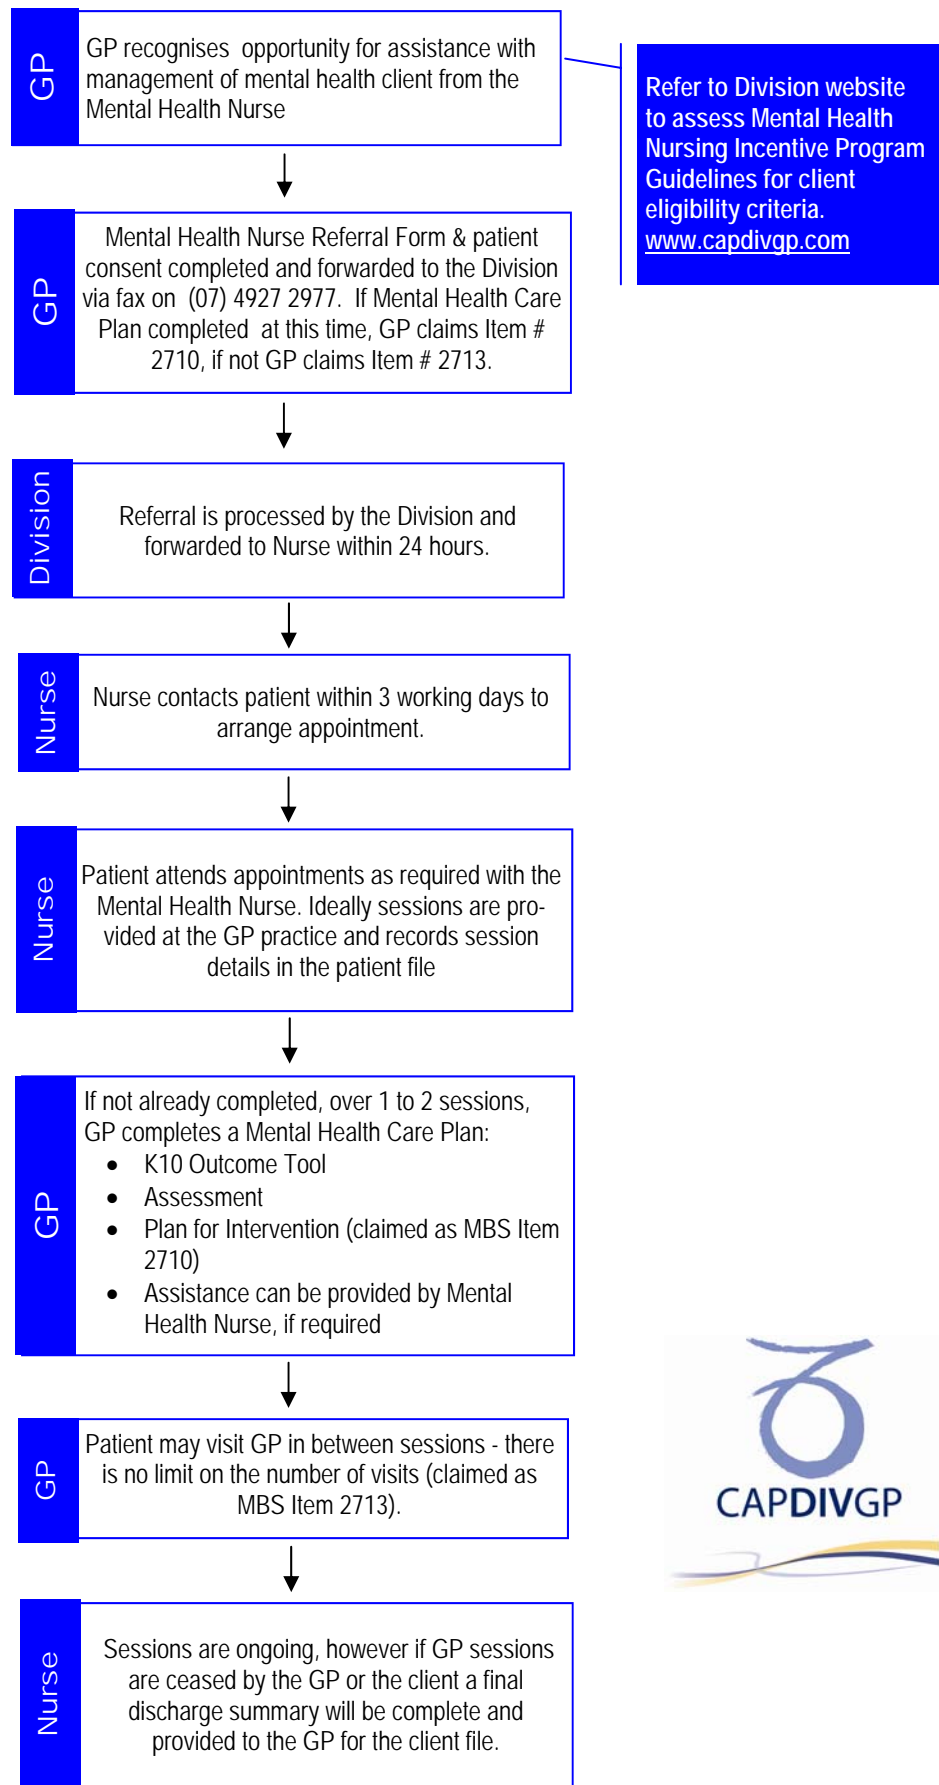 GP
GP recognises opportunity for assistance with
management of mental health client from the
Mental Health Nurse
Refer to Division website
to assess Mental Health
Nursing Incentive Program
Guidelines for client
eligibility criteria.
www.capdivgp.com
GP
Mental Health Nurse Referral Form & patient
consent completed and forwarded to the Division
via fax on (07) 4927 2977. If Mental Health Care
Plan completed at this time, GP claims Item #
2710, if not GP claims Item # 2713.
Division
Referral is processed by the Division and
forwarded to Nurse within 24 hours.
Nurse
Nurse contacts patient within 3 working days to
arrange appointment.
Nurse
Patient attends appointments as required with the
Mental Health Nurse. Ideally sessions are pro-
vided at the GP practice and records session
details in the patient file
GP
If not already completed, over 1 to 2 sessions,
GP completes a Mental Health Care Plan:
• K10 Outcome Tool
• Assessment
• Plan for Intervention (claimed as MBS Item
2710)
• Assistance can be provided by Mental
Health Nurse, if required
GP
Patient may visit GP in between sessions - there
is no limit on the number of visits (claimed as
MBS Item 2713).
CAPDIVGP
Nurse
Sessions are ongoing, however if GP sessions
are ceased by the GP or the client a final
discharge summary will be complete and
provided to the GP for the client file.